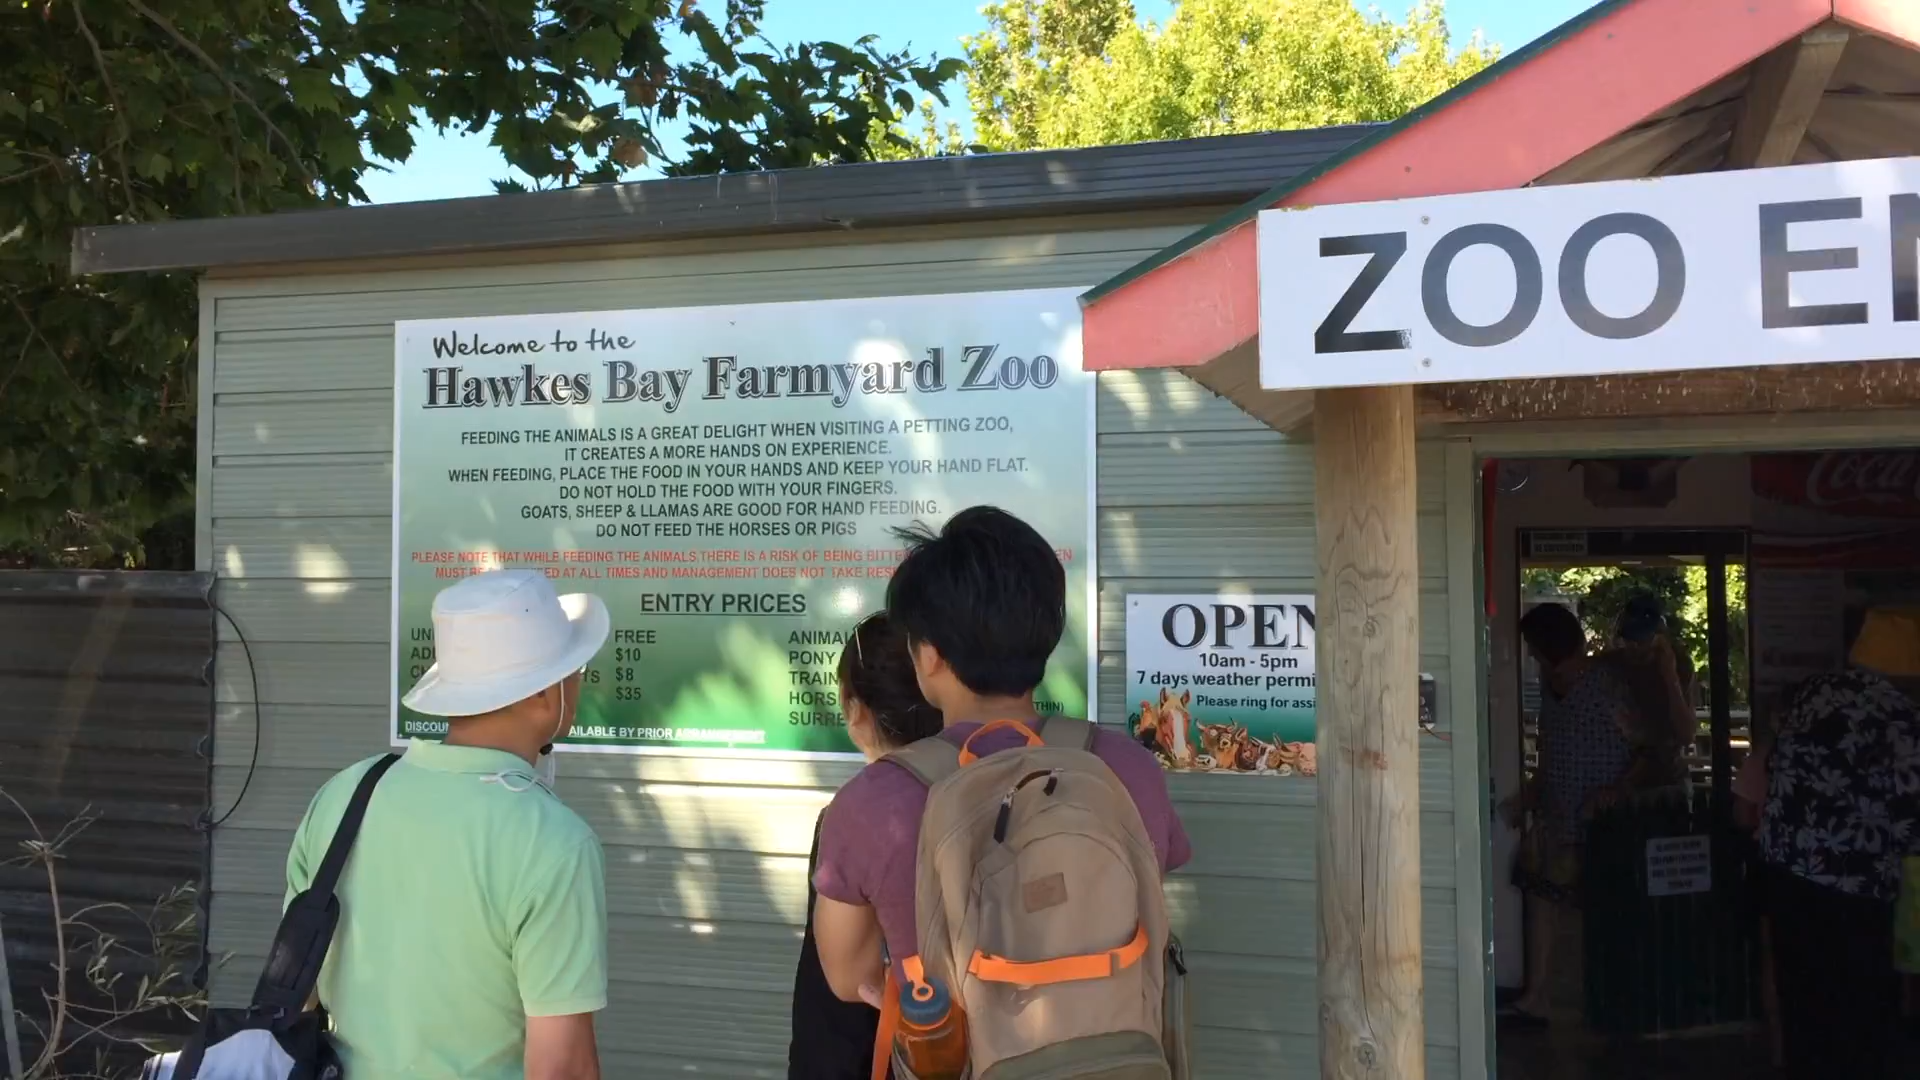 Welcome to the
Hawkes Bay Farmyard Zoo
FEEDING THE ANIMALS IS A GREAT DELIGHT WHEN VISITING A PETTING ZOO,
IT CREATES A MORE HANDS ON EXPERIENCE.
WHEN FEEDING, PLACE THE FOOD IN YOUR HANDS AND KEEP YOUR HAND FLAT.
DO NOT HOLD THE FOOD WITH YOUR FINGERS.
GOATS, SHEEP & LLAMAS ARE GOOD FOR HAND FEEDING.
DO NOT FEED THE HORSES OR PIGS
PLEASE NOTE THAT WHILE FEEDING THE ANIMALS THERE IS A RISK OF BEING
MUST AT ALL TIMES AND MANAGEMENT DOES NOT TAKE
ENTRY PRICES
FREE
$10
$8
$35
PONY
AILABLE BY PRIOR ARRANGEMENT
ZOO
OPEN
10am - 5pm
7 days weather permi
Please ring for assi